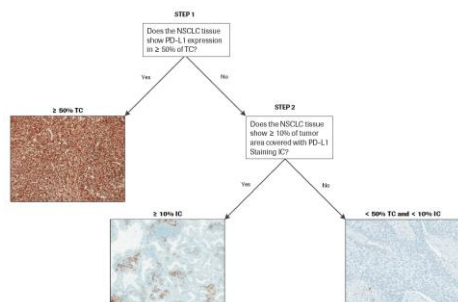 STEP 1
Does the NSCLC tissue
show PD-L1 expression
in ≥ 50% of TC?
Yes
No
≥ 50% TC
STEP 2
Does the NSCLC tissue
show ≥ 10% of tumor
area covered with PD-L1
Staining IC?
Yes
No
≥ 10% IC
< 50% TC and < 10% IC